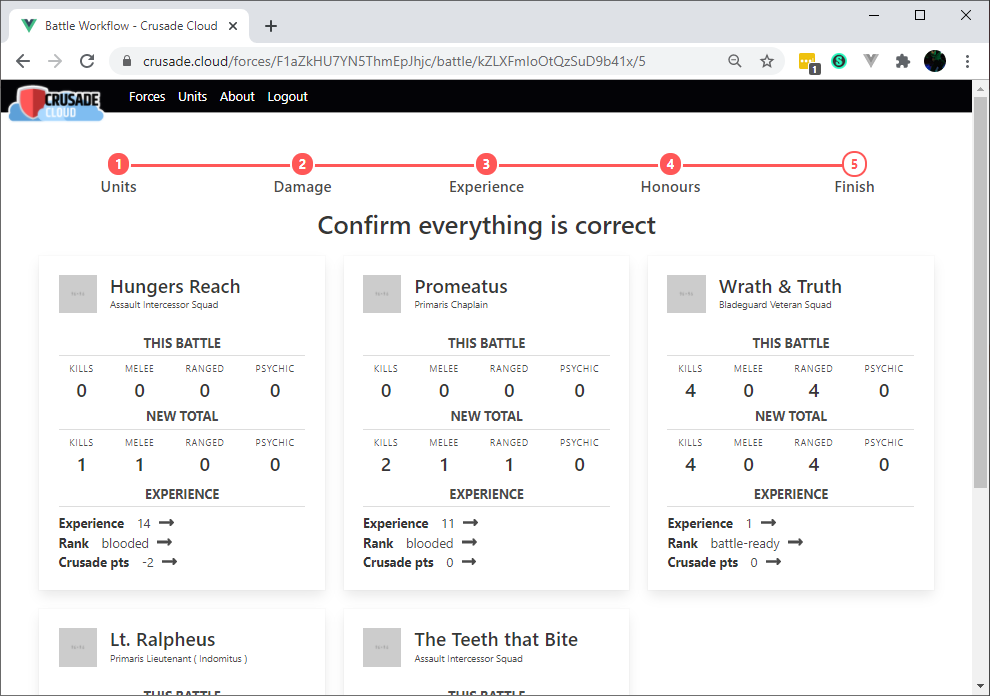 Battle Workflow - Crusade Cloud
crusade.cloud/forces/F1aZkHU7YN5ThmEpJhjc/battle/kZLXFmIoOtQzSuD9b41x/5
1
S
CRUSADE
CLOUD
Forces Units About Logout
1 2 3 4 5
Units Damage Experience Honours Finish
Confirm everything is correct
Hungers Reach
Assault Intercessor Squad
THIS BATTLE
KILLS MELEE RANGED PSYCHIC
0 0 0 0
NEW TOTAL
KILLS MELEE RANGED PSYCHIC
1 1 0 0
EXPERIENCE
Experience 14
Rank blooded
Crusade pts -2
Promeatus
Primaris Chaplain
THIS BATTLE
KILLS MELEE RANGED PSYCHIC
0 0 0 0
NEW TOTAL
KILLS MELEE RANGED PSYCHIC
2 1 1 0
EXPERIENCE
Experience 11
Rank blooded
Crusade pts 0
Wrath & Truth
Bladeguard Veteran Squad
THIS BATTLE
KILLS MELEE RANGED PSYCHIC
4 0 4 0
NEW TOTAL
KILLS MELEE RANGED PSYCHIC
4 0 4 0
EXPERIENCE
Experience 1
Rank battle-ready
Crusade pts 0
Lt. Ralpheus
Primaris Lieutenant ( Indomitus )
THIS BATTLE
The Teeth that Bite
Assault Intercessor Squad
THIS BATTLE